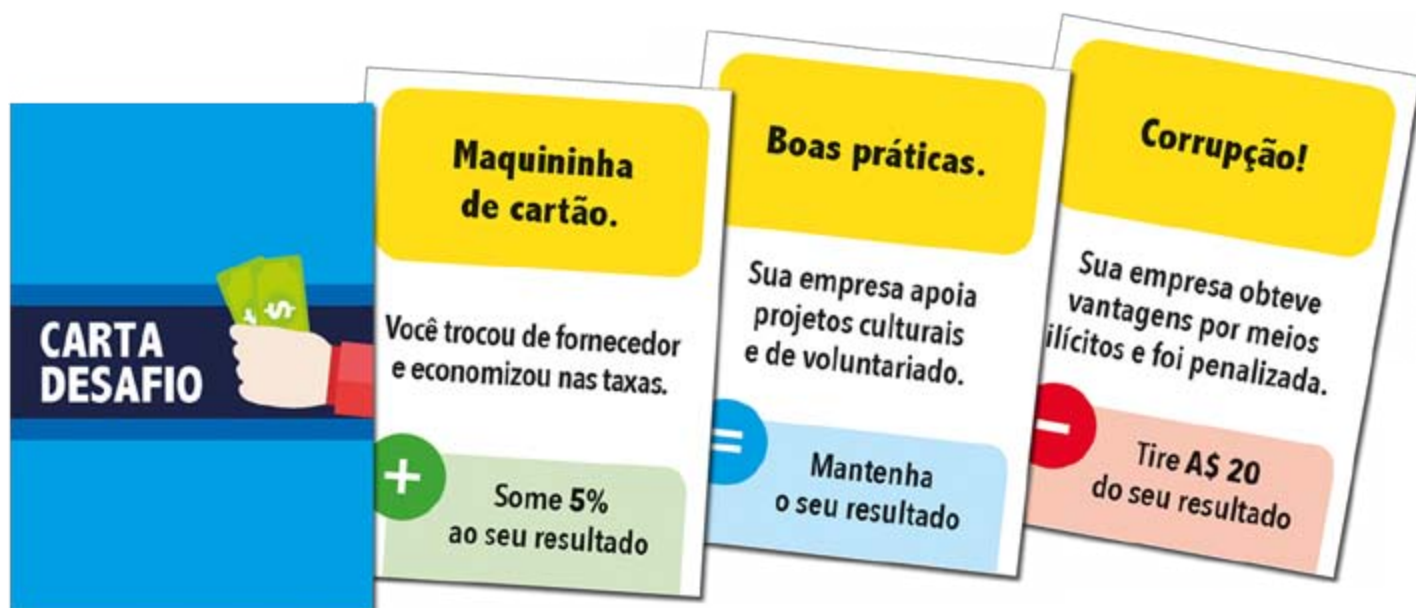 CARTA
DESAFIO
Maquininha
de cartão.
Você trocou de fornecedor
e economizou nas taxas.
+
Some 5%
ao seu resultado
Boas práticas.
Sua empresa apoia
projetos culturais
e de voluntariado.
=
Mantenha
o seu resultado
Corrupção!
Sua empresa obteve
vantagens por meios
ilícitos e foi penalizada.
-
Tire A$ 20
do seu resultado